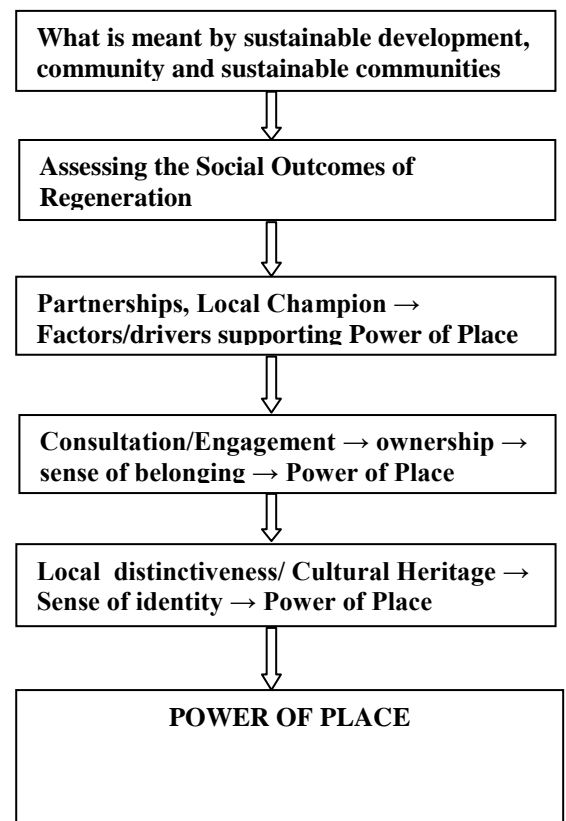 What is meant by sustainable development,
community and sustainable communities
Assessing the Social Outcomes of
Regeneration
Partnerships, Local Champion →
Factors/drivers supporting Power of Place
Consultation/Engagement → ownership →
sense of belonging → Power of Place
Local distinctiveness/ Cultural Heritage →
Sense of identity → Power of Place
POWER OF PLACE